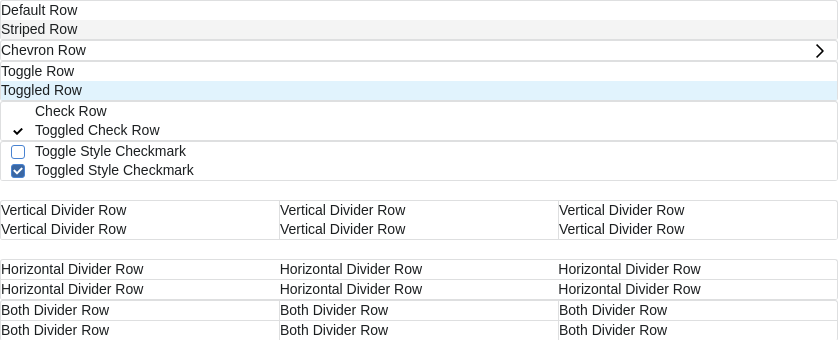 Default Row
Striped Row
Chevron Row
Toggle Row
Toggled Row
Check Row
Toggled Check Row
Toggle Style Checkmark
Toggled Style Checkmark
Vertical Divider Row Vertical Divider Row Vertical Divider Row
Vertical Divider Row Vertical Divider Row Vertical Divider Row
Horizontal Divider Row Horizontal Divider Row Horizontal Divider Row
Horizontal Divider Row Horizontal Divider Row Horizontal Divider Row
Both Divider Row Both Divider Row Both Divider Row
Both Divider Row Both Divider Row Both Divider Row